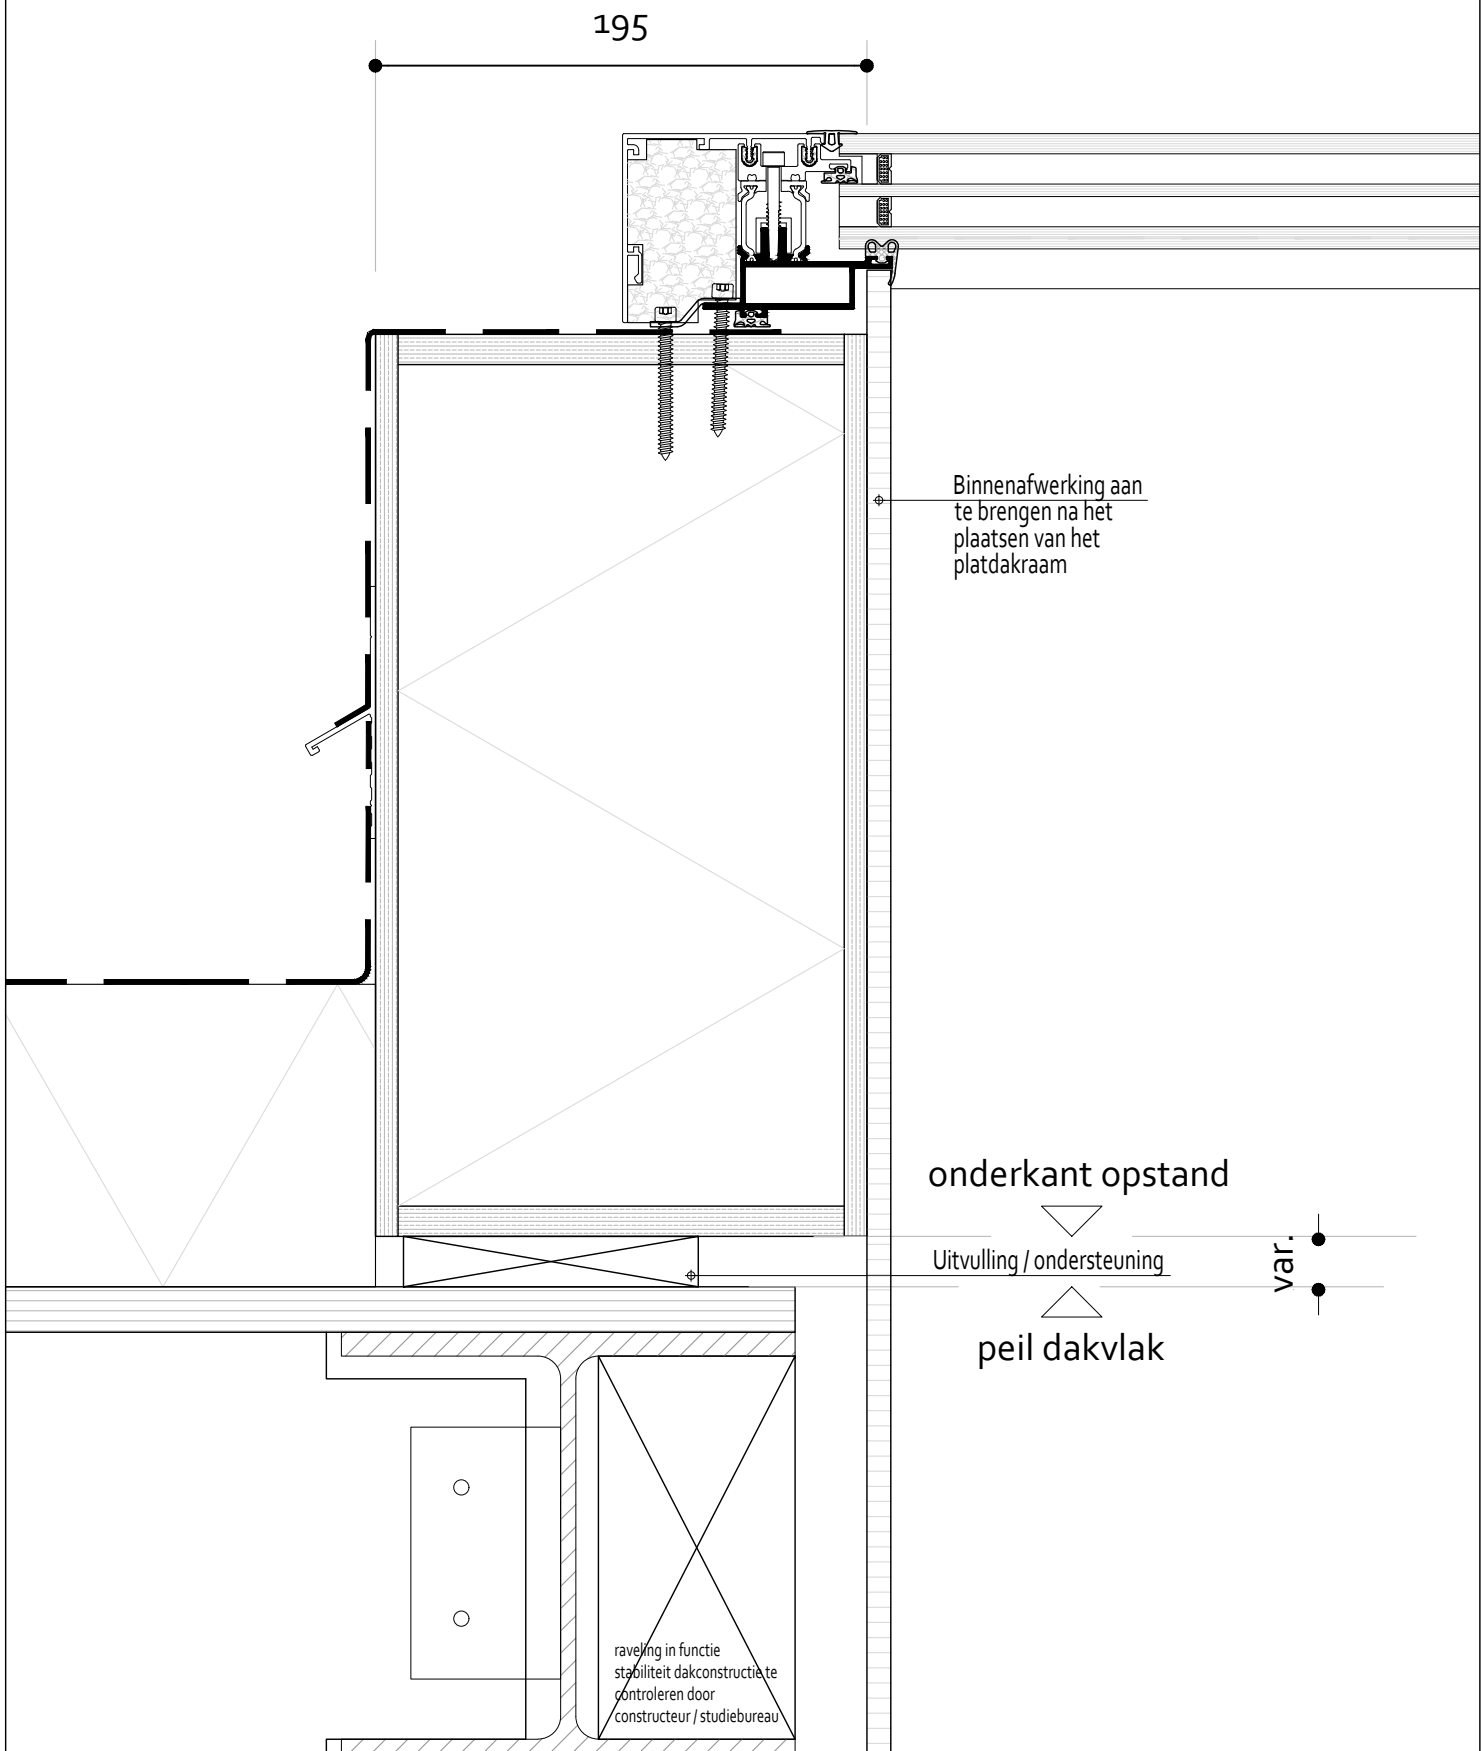 195
Binnenafwerking aan
te brengen na het
plaatsen van het
platdakraam
onderkant opstand
Uitvulling / ondersteuning
var.
peil dakvlak
raveling in functie
stabiliteit dakconstructie te
controleren door
constructeur / studiebureau